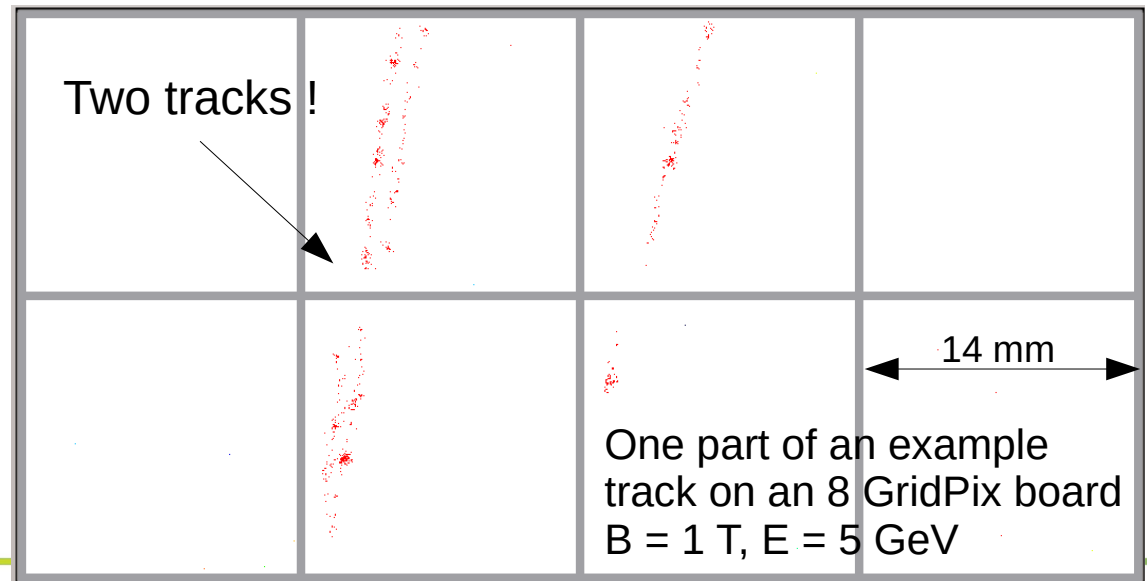 Two tracks !
14 mm
One part of an example
track on an 8 GridPix board
B = 1 T, E = 5 GeV